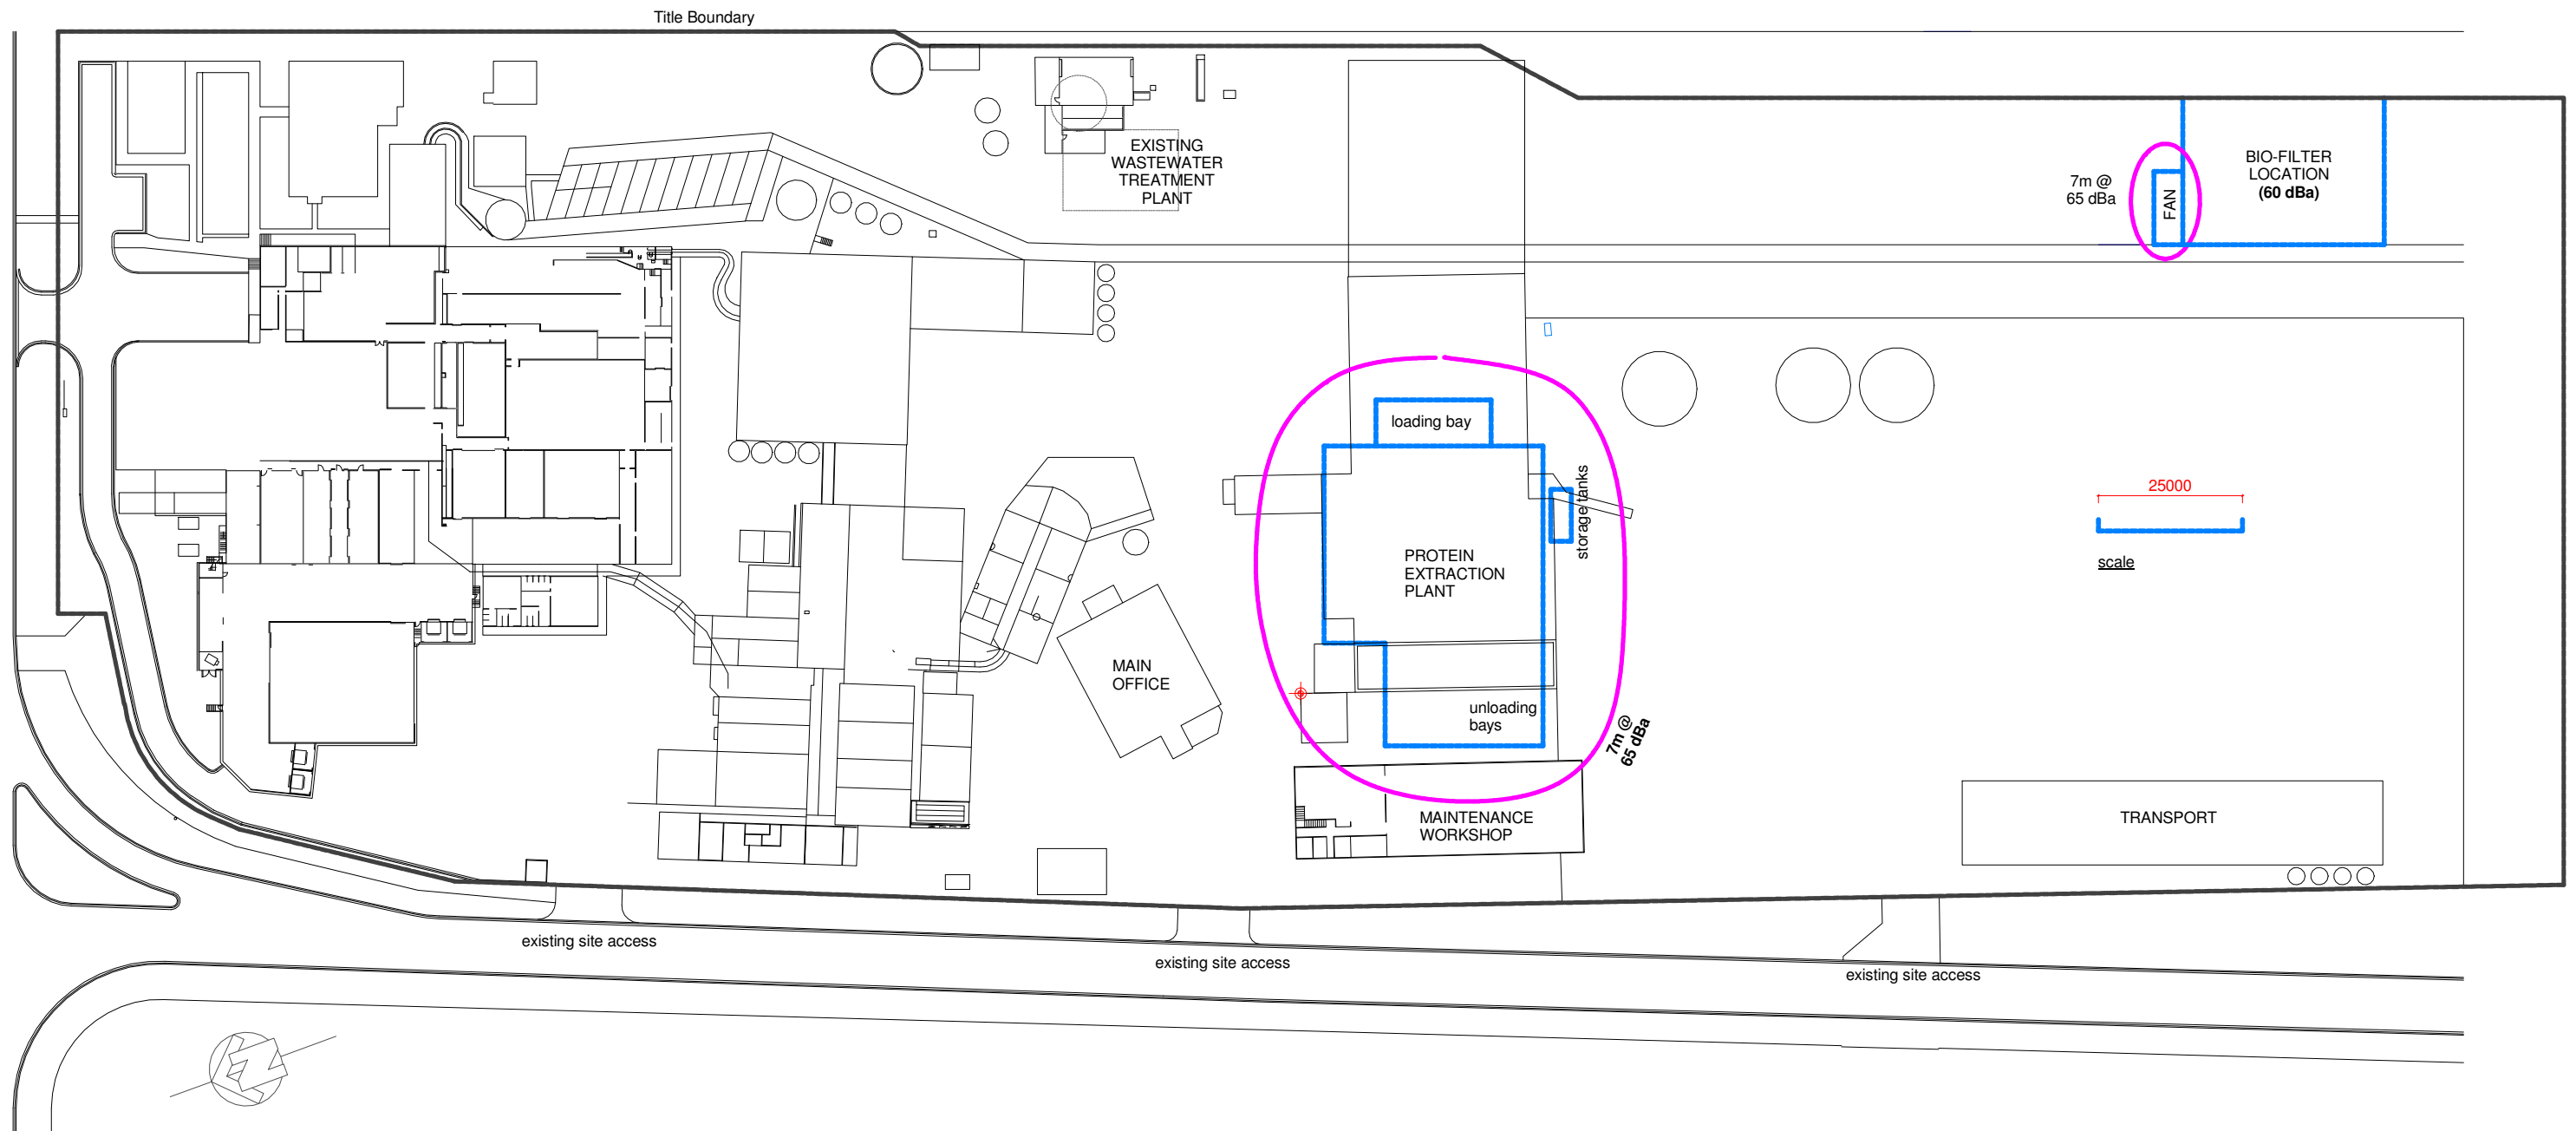 Title Boundary
EXISTING
WASTEWATER
TREATMENT
PLANT
7m @
65 dBa
FAN
BIO-FILTER
LOCATION
(60 dBa)
loading bay
storage tanks
PROTEIN
EXTRACTION
PLANT
25000
scale
MAIN
OFFICE
unloading
bays
7m @
65 dBa
MAINTENANCE
WORKSHOP
TRANSPORT
existing site access
existing site access
existing site access